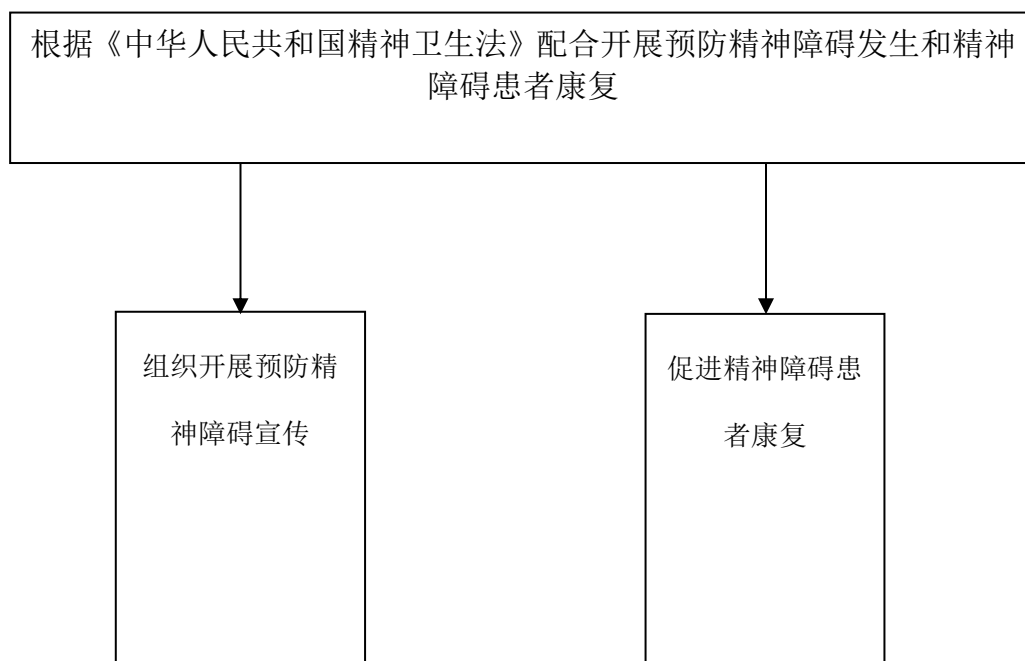 根据《中华人民共和国精神卫生法》配合开展预防精神障碍发生和精神
障碍患者康复
组织开展预防精
神障碍宣传
促进精神障碍患
者康复